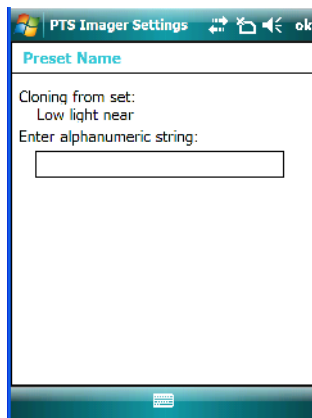 PTS Imager Settings ok
Preset Name
Cloning from set:
Low light near
Enter alphanumeric string: